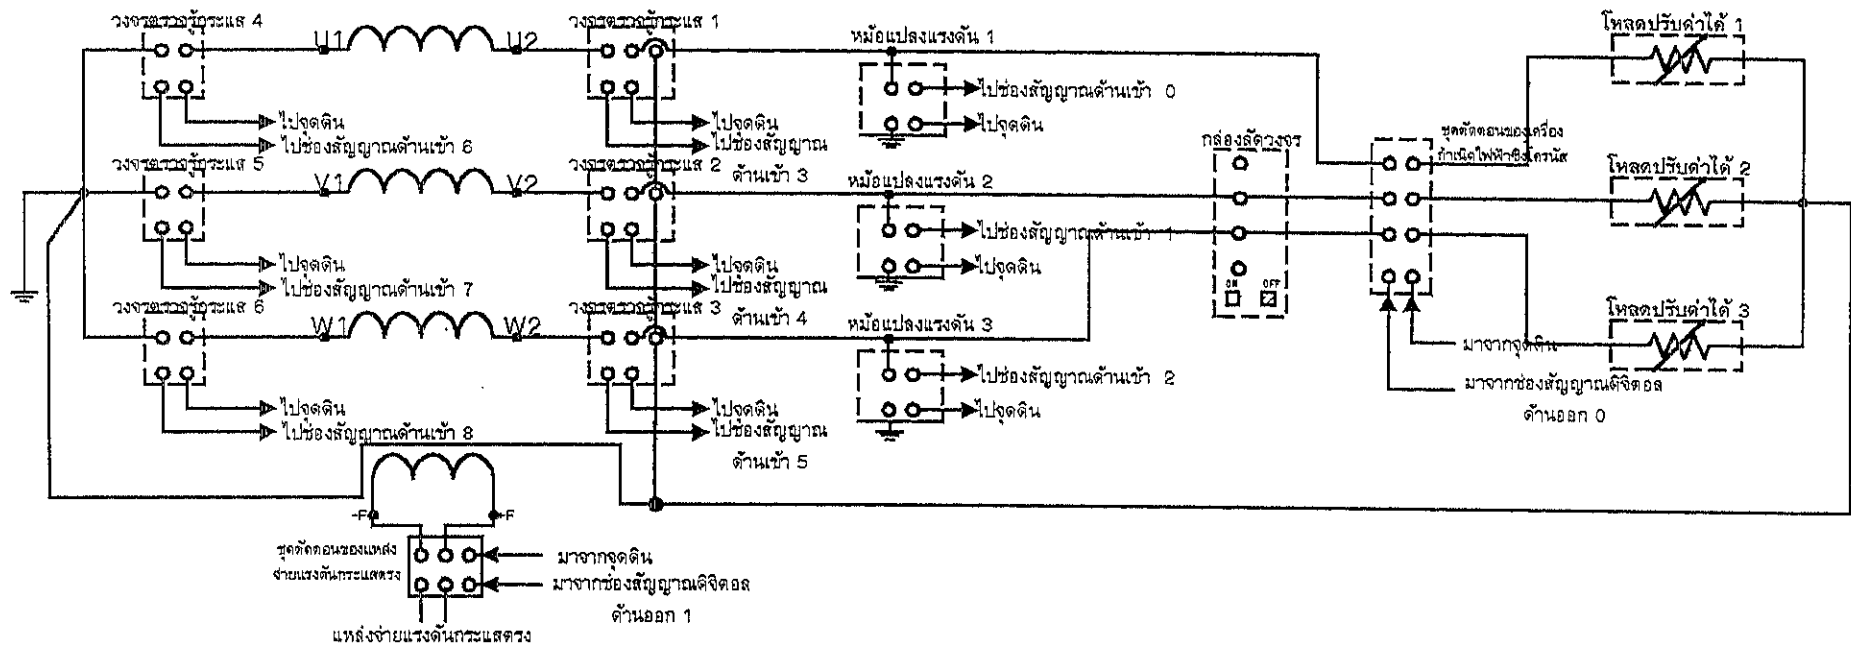 วงจรตรวจรู้กระแส 4
U1
U2
วงจรตรวจรู้กระแส 1
หม้อแปลงแรงดัน 1
โหลดปรับค่าได้ 1
ไปจุดดิน
ไปช่องสัญญาณด้านเข้า 6
ไปจุดดิน
ไปช่องสัญญาณ
ด้านเข้า 3
ไปช่องสัญญาณด้านเข้า 0
ไปจุดดิน
กล่องลัดวงจร
ชุดตัดตอนของเครื่อง
กำเนิดไฟฟ้าซิงโครนัส
วงจรตรวจรู้กระแส 5
V1
V2
วงจรตรวจรู้กระแส 2
หม้อแปลงแรงดัน 2
โหลดปรับค่าได้ 2
ไปจุดดิน
ไปช่องสัญญาณด้านเข้า 7
ไปจุดดิน
ไปช่องสัญญาณ
ด้านเข้า 4
ไปช่องสัญญาณด้านเข้า 1
ไปจุดดิน
ON
OFF
วงจรตรวจรู้กระแส 6
W1
W2
วงจรตรวจรู้กระแส 3
หม้อแปลงแรงดัน 3
โหลดปรับค่าได้ 3
ไปจุดดิน
ไปช่องสัญญาณด้านเข้า 8
ไปจุดดิน
ไปช่องสัญญาณ
ด้านเข้า 5
ไปช่องสัญญาณด้านเข้า 2
ไปจุดดิน
มาจากจุดดิน
มาจากช่องสัญญาณดิจิตอล
ด้านออก 0
-F
+F
ชุดตัดตอนของแหล่ง
จ่ายแรงดันกระแสตรง
มาจากจุดดิน
มาจากช่องสัญญาณดิจิตอล
ด้านออก 1
แหล่งจ่ายแรงดันกระแสตรง